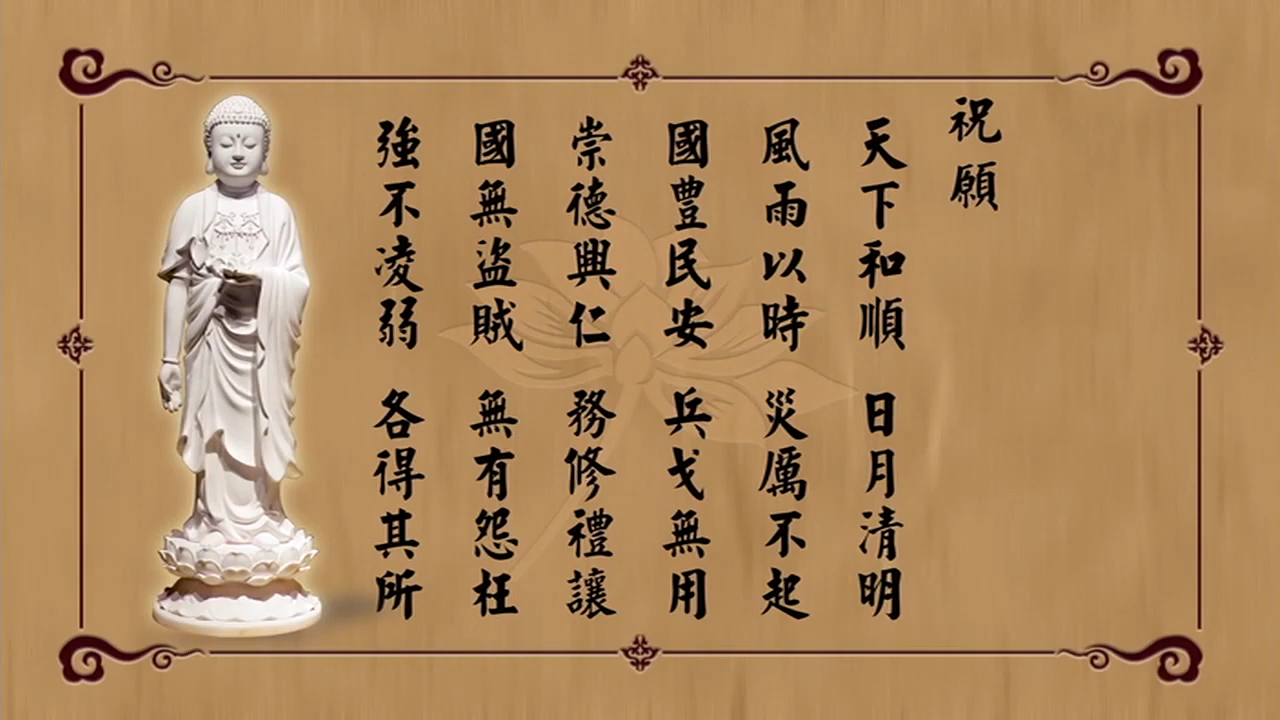 祝願
天下和順 日月清明
風雨以時 災厲不起
國豐民安 兵戈無用
崇德興仁 務修禮讓
國無盜賊 無有怨枉
強不凌弱 各得其所